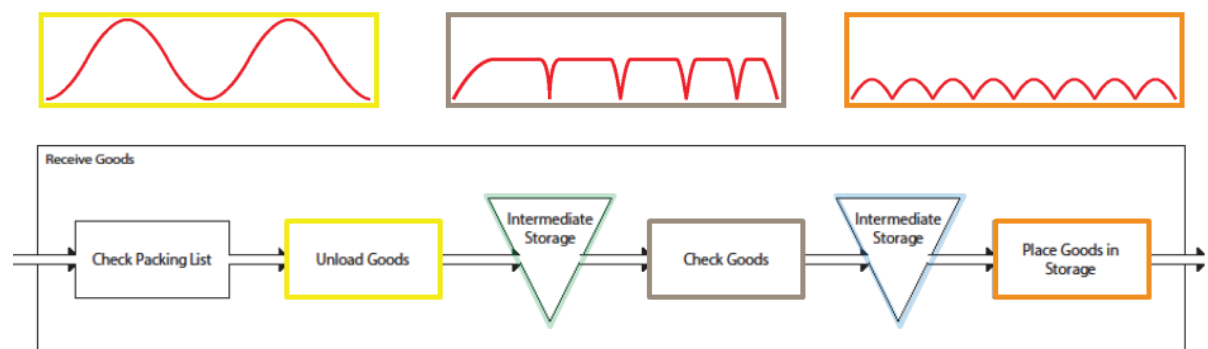 Receive Goods
Check Packing List
Unload Goods
Intermediate
Storage
Check Goods
Intermediate
Storage
Place Goods in
Storage